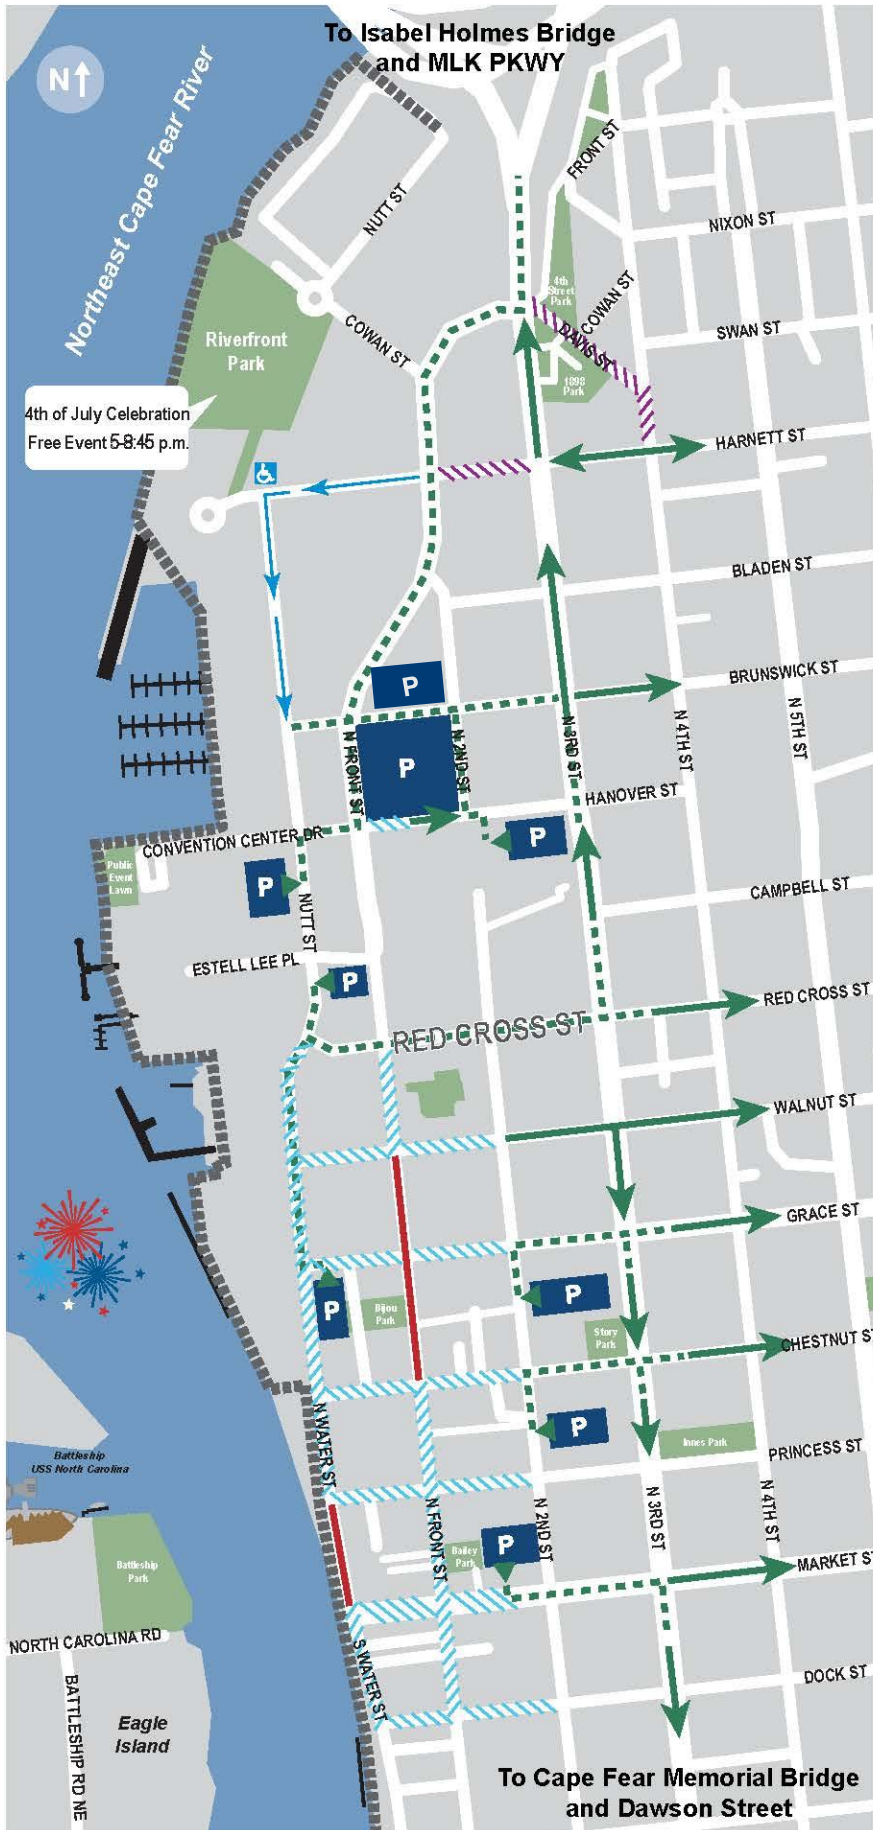 To Isabel Holmes Bridge
and MLK PKWY
N
Northeast Cape Fear River
FRONT ST
NUTT ST
NIXON ST
4th
Street
Park
COWAN ST
COWAN ST
DAVIS ST
SWAN ST
Riverfront
Park
1898
Park
4th of July Celebration
Free Event 5-8:45 p.m.
HARNETT ST
BLADEN ST
BRUNSWICK ST
P
N FRONT ST
N 2ND ST
N 3RD ST
N 4TH ST
N 5TH ST
P
HANOVER ST
CONVENTION CENTER DR
P
Public
Event
Lawn
P
NUTT ST
CAMPBELL ST
ESTELL LEE PL
P
RED CROSS ST
RED CROSS ST
WALNUT ST
GRACE ST
P
P
Bijou
Park
Story
Park
CHESTNUT ST
N WATER ST
P
Innes Park
PRINCESS ST
Battleship
USS North Carolina
N FRONT ST
N 2ND ST
N 3RD ST
N 4TH ST
Bailey
Park
P
Battleship
Park
MARKET ST
NORTH CAROLINA RD
S WATER ST
DOCK ST
BATTLESHIP RD NE
Eagle
Island
To Cape Fear Memorial Bridge
and Dawson Street